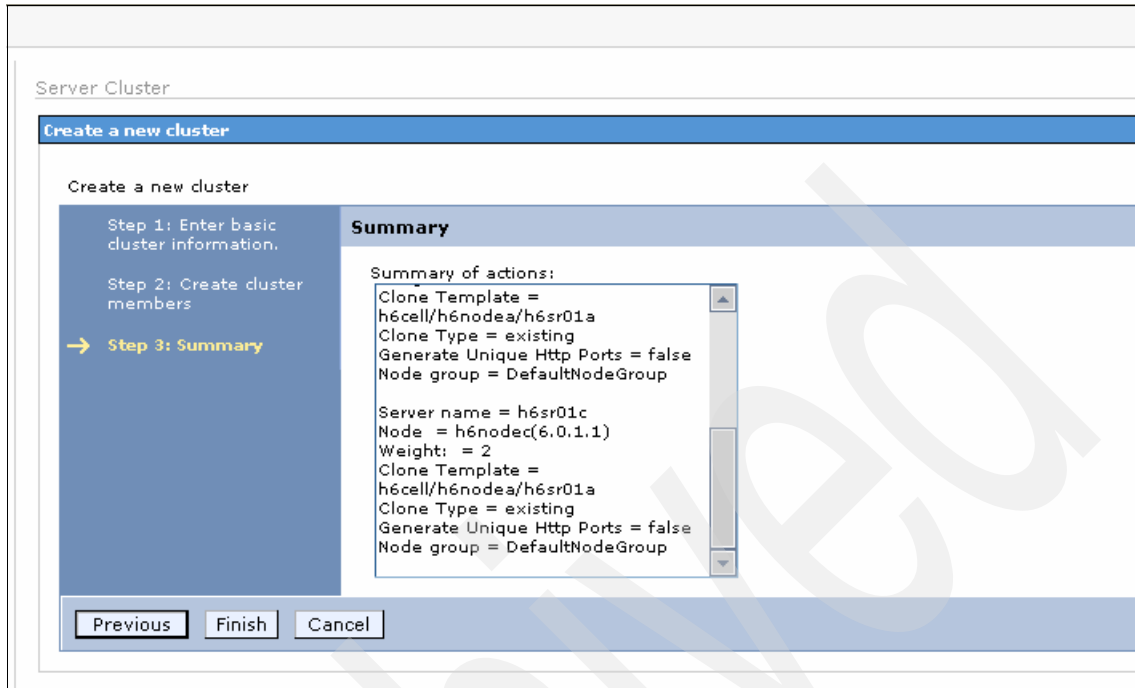 Server Cluster
Create a new cluster
Create a new cluster
Step 1: Enter basic
cluster information.
Step 2: Create cluster
members
Step 3: Summary
Summary
Summary of actions:
Clone Template =
h6cell/h6nodea/h6sr01a
Clone Type = existing
Generate Unique Http Ports = false
Node group = DefaultNodeGroup
Server name = h6sr01c
Node = h6nodec(6.0.1.1)
Weight: = 2
Clone Template =
h6cell/h6nodea/h6sr01a
Clone Type = existing
Generate Unique Http Ports = false
Node group = DefaultNodeGroup
Previous Finish Cancel